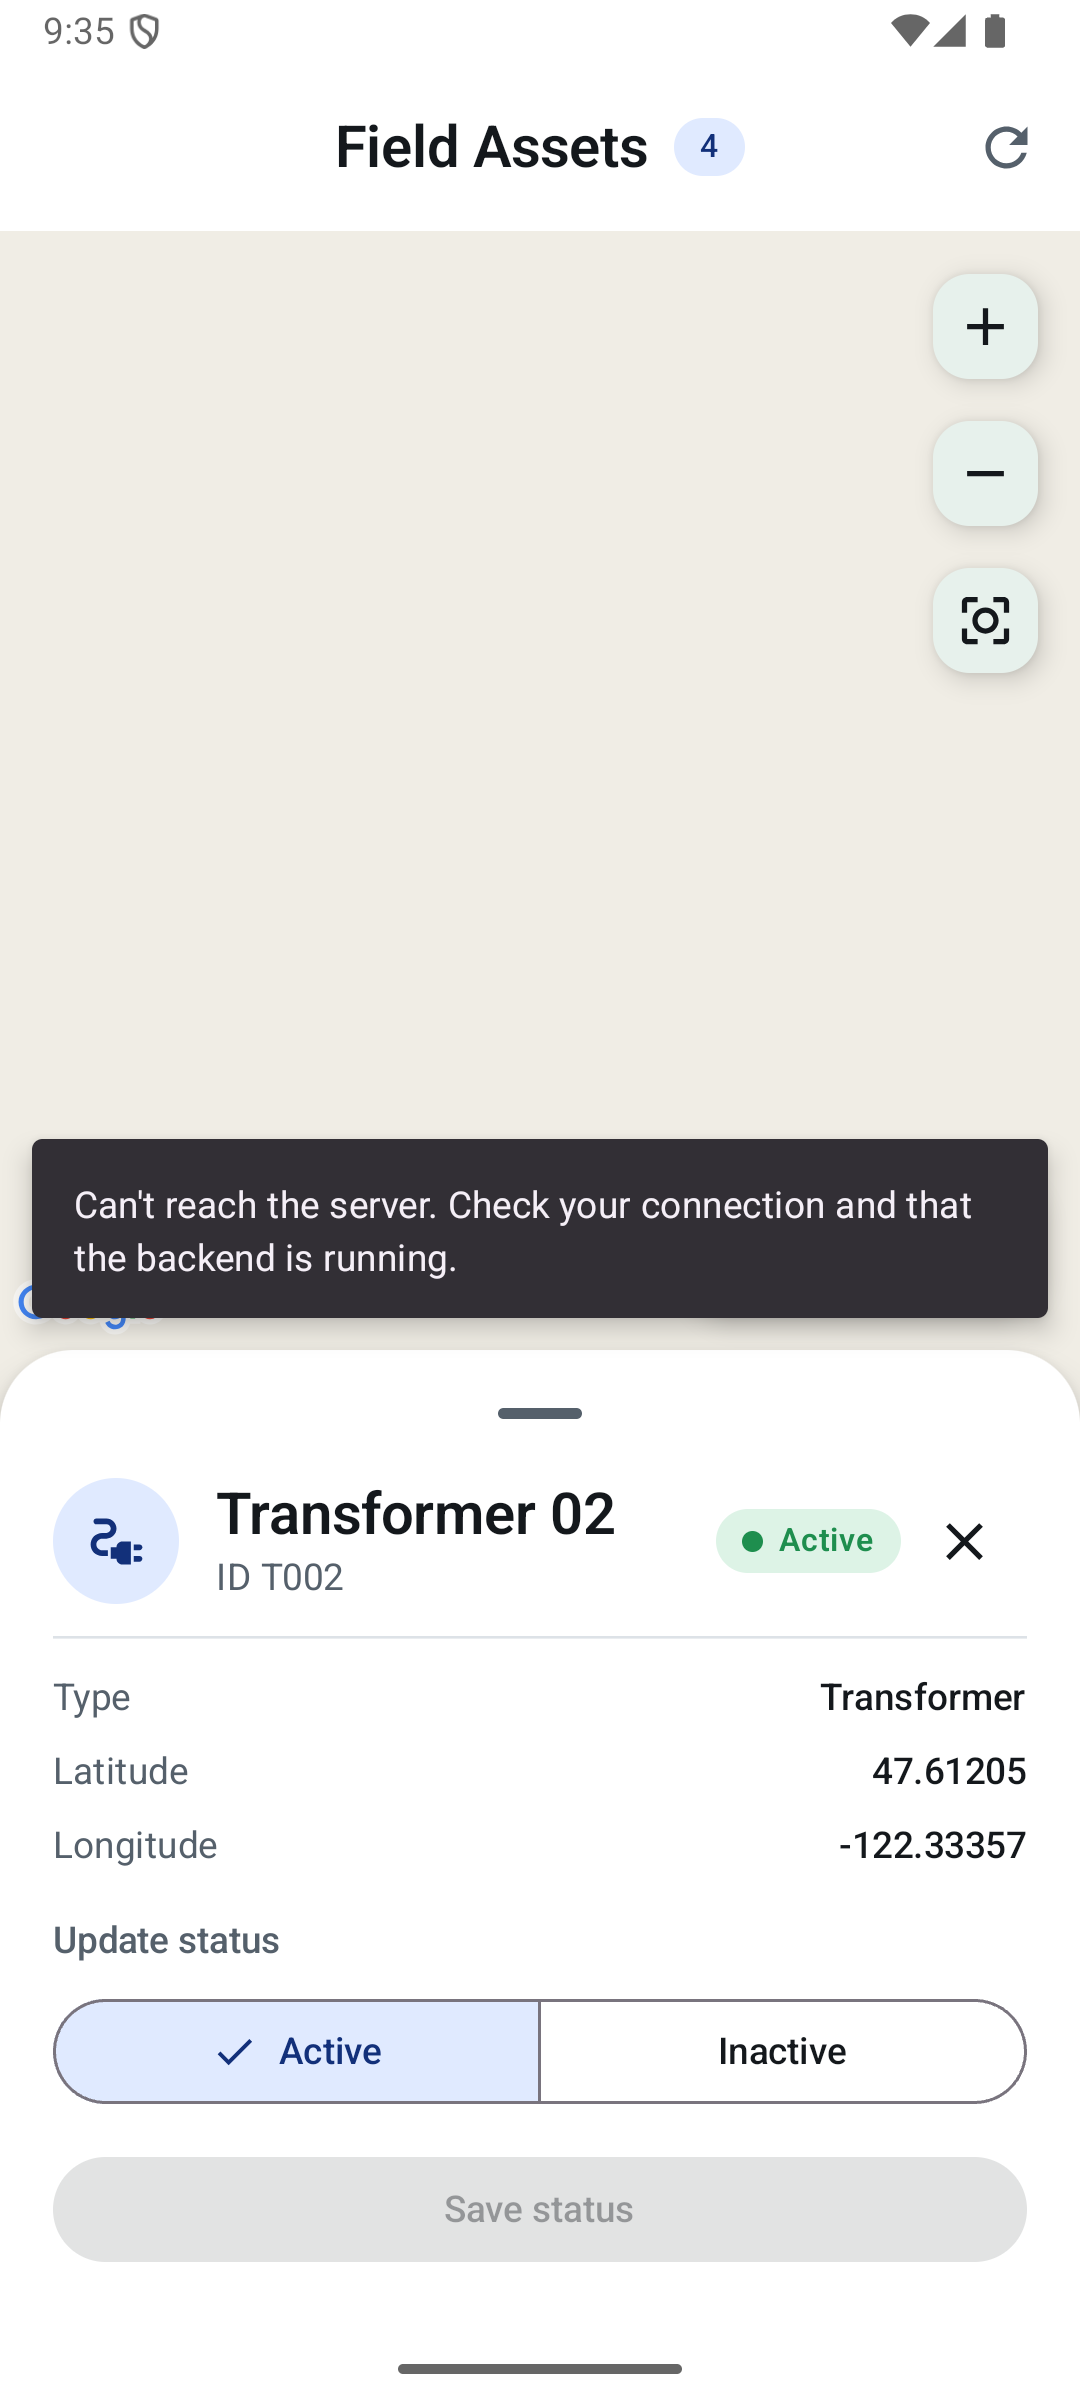 9:35
Field Assets 4
Can't reach the server. Check your connection and that
the backend is running.
Transformer 02
ID T002
Active
Type
Transformer
Latitude
47.61205
Longitude
-122.33357
Update status
Active
Inactive
Save status